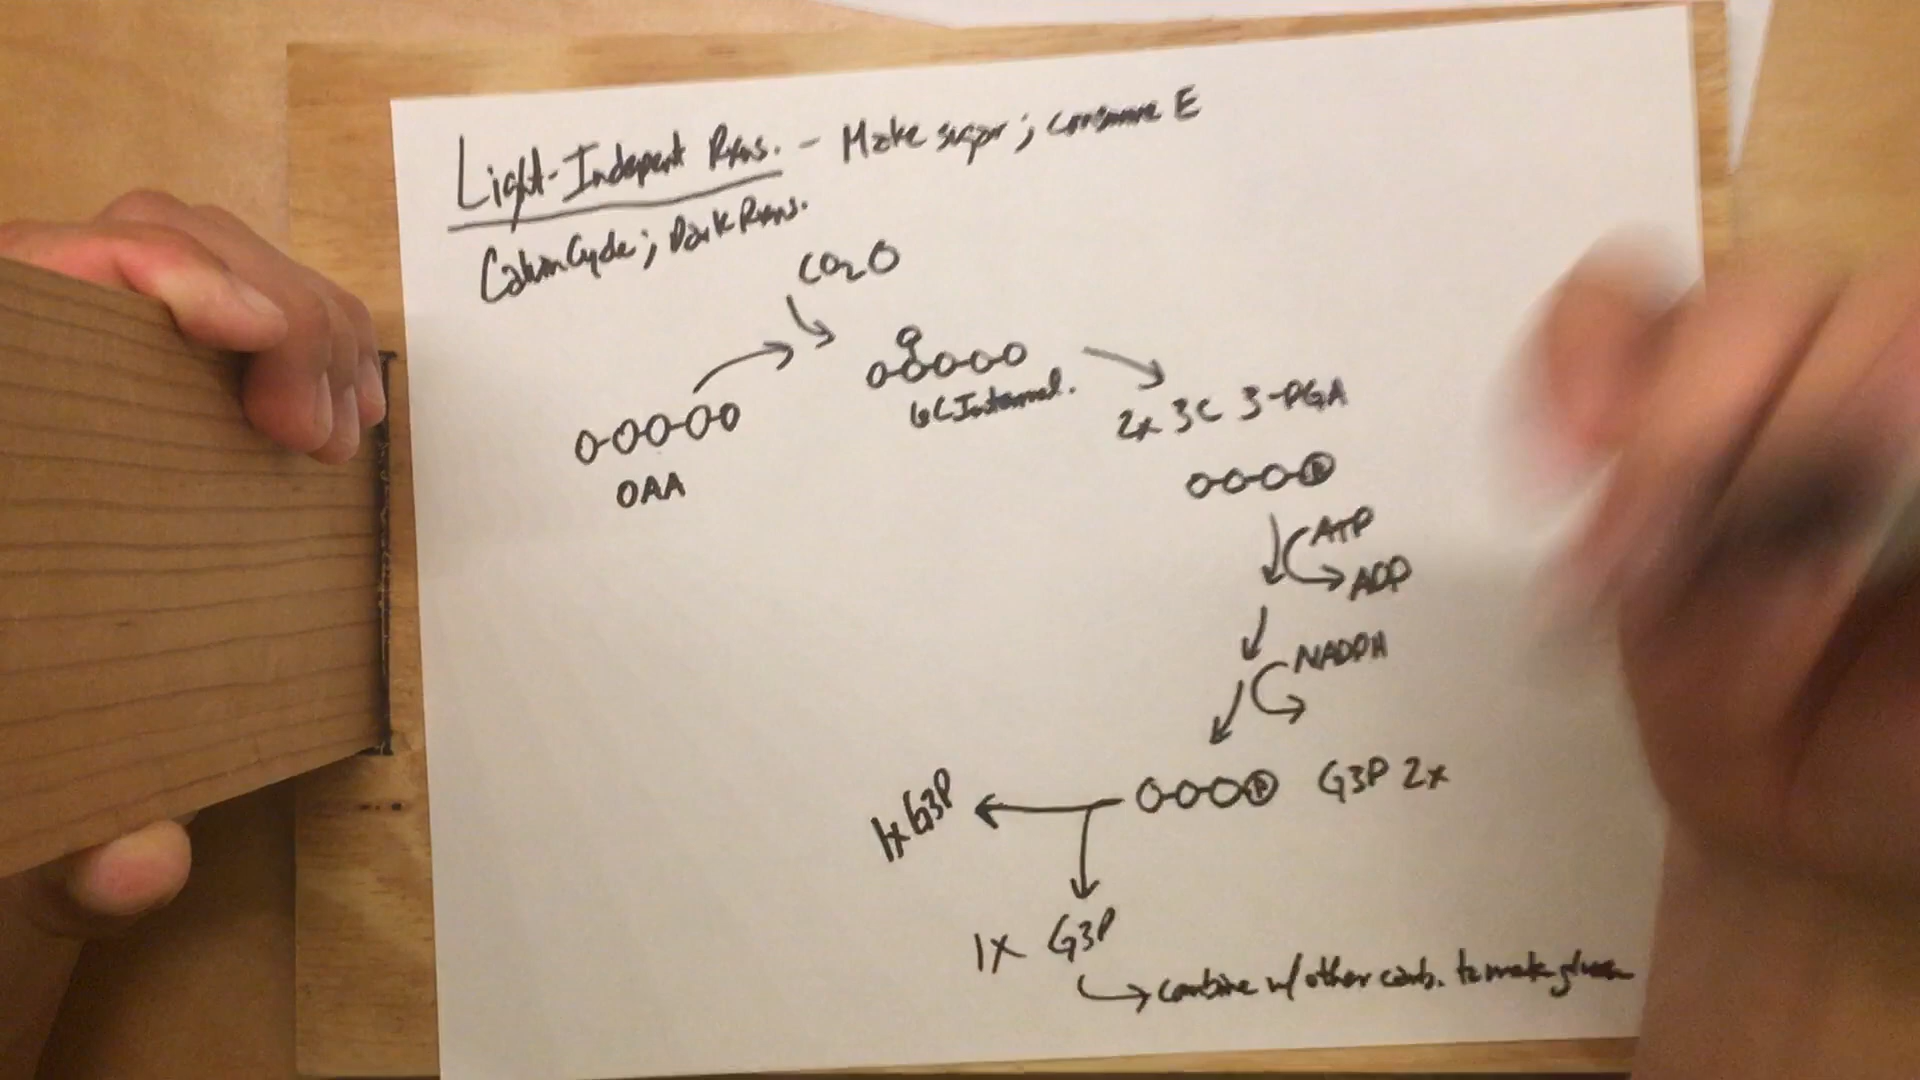 Light-Indepent Rxns. - Make sugar; consume E
Calvin Cycle; Dark Rxns.
CO2 O
6C Intermed.
2x 3C 3-PGA
OAA
P
ATP
ADP
NADPH
P G3P 2x
1x G3P
1x G3P
combine w/ other carb. to make glucose